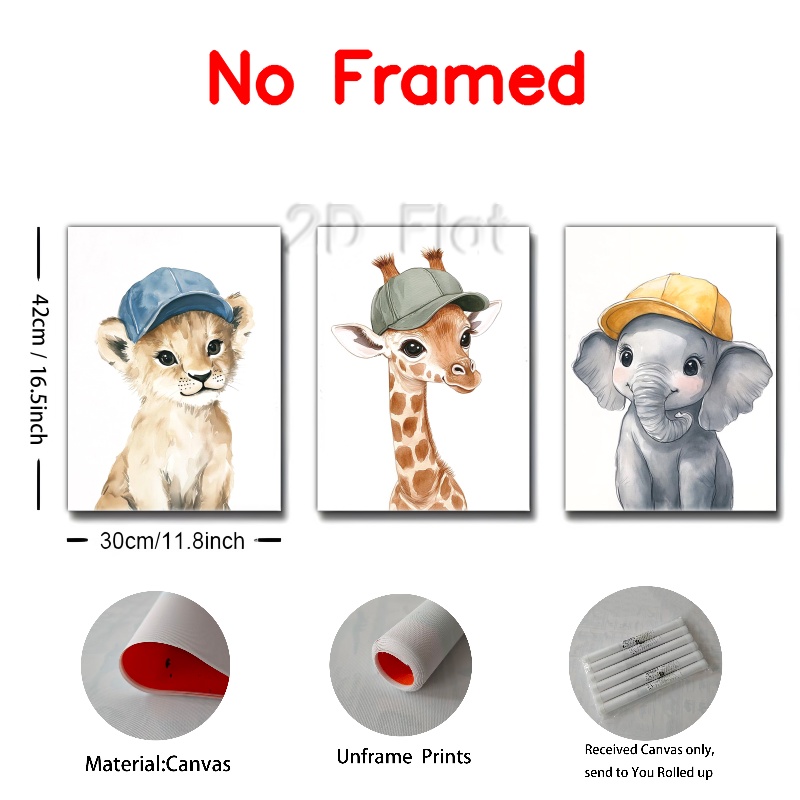 No Framed
2D Flat
42cm / 16.5inch
30cm/11.8inch
Material:Canvas
Unframe Prints
Received Canvas only,
send to You Rolled up